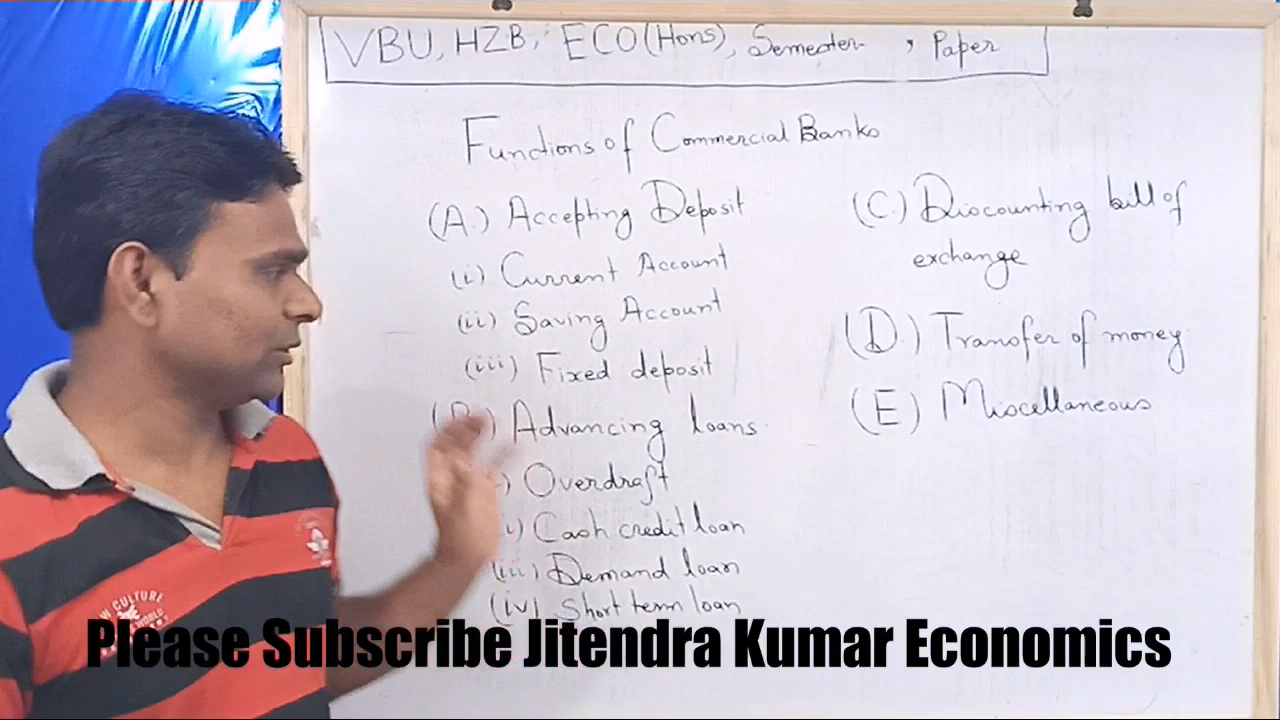 VBU, HZB, ECO(Hons), Semester , Paper
Functions of Commercial Banks
(A.) Accepting Deposit
(i) Current Account
(ii) Saving Account
(iii) Fixed deposit
(B.) Advancing loans.
) Overdraft
) Cash credit loan
(iii) Demand loan
(iv) Short term loan
(C.) Discounting bill of
exchange
(D.) Transfer of money
(E) Miscellaneous
CULTURE
WORLD
Please Subscribe Jitendra Kumar Economics